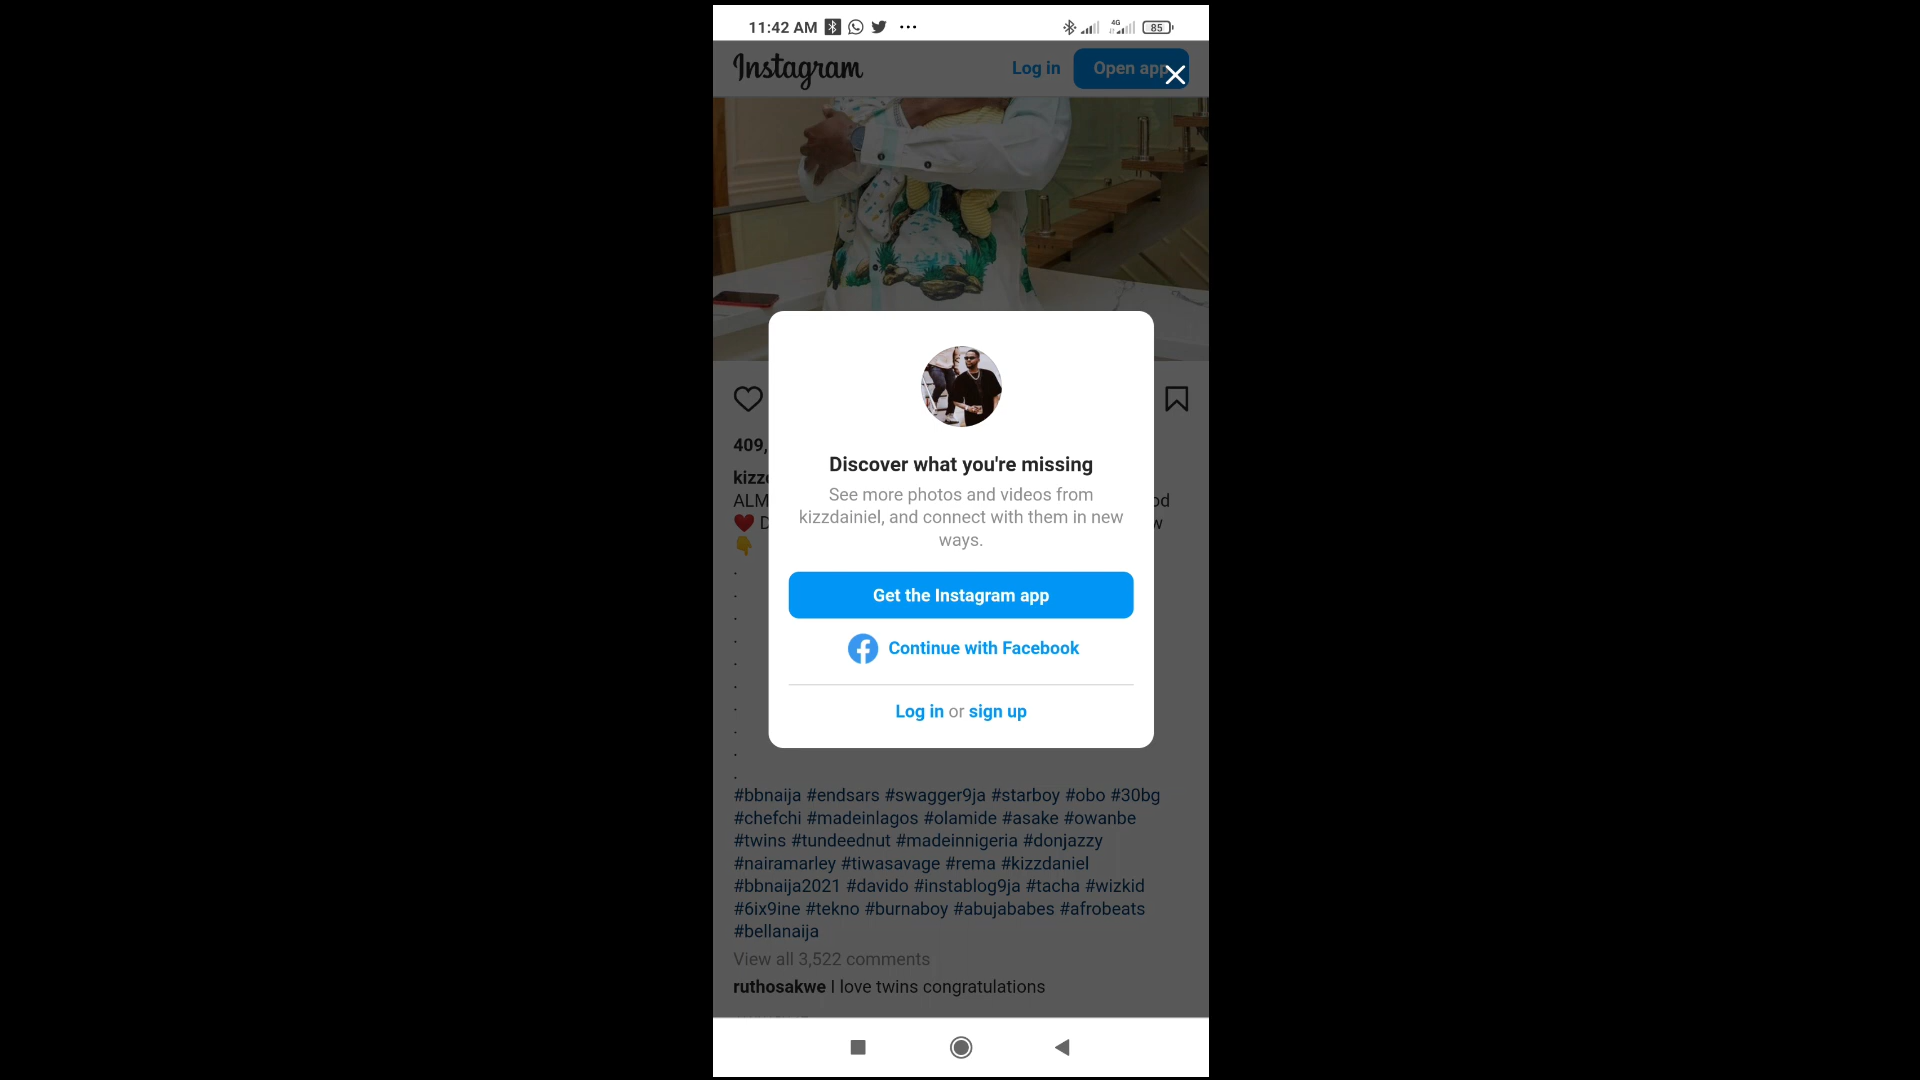 11:42 AM ... 4G 85
Instagram Log in Open app
Discover what you're missing
See more photos and videos from
kizzdainiel, and connect with them in new
ways.
Get the Instagram app
Continue with Facebook
Log in or sign up
409,
kizz
ALM od
❤️ D w
👇
.
.
.
.
.
.
.
.
.
.
#bbnaija #endsars #swagger9ja #starboy #obo #30bg
#chefchi #madeinlagos #olamide #asake #owanbe
#twins #tundeednut #madeinnigeria #donjazzy
#nairamarley #tiwasavage #rema #kizzdaniel
#bbnaija2021 #davido #instablog9ja #tacha #wizkid
#6ix9ine #tekno #burnaboy #abujababes #afrobeats
#bellanaija
View all 3,522 comments
ruthosakwe I love twins congratulations